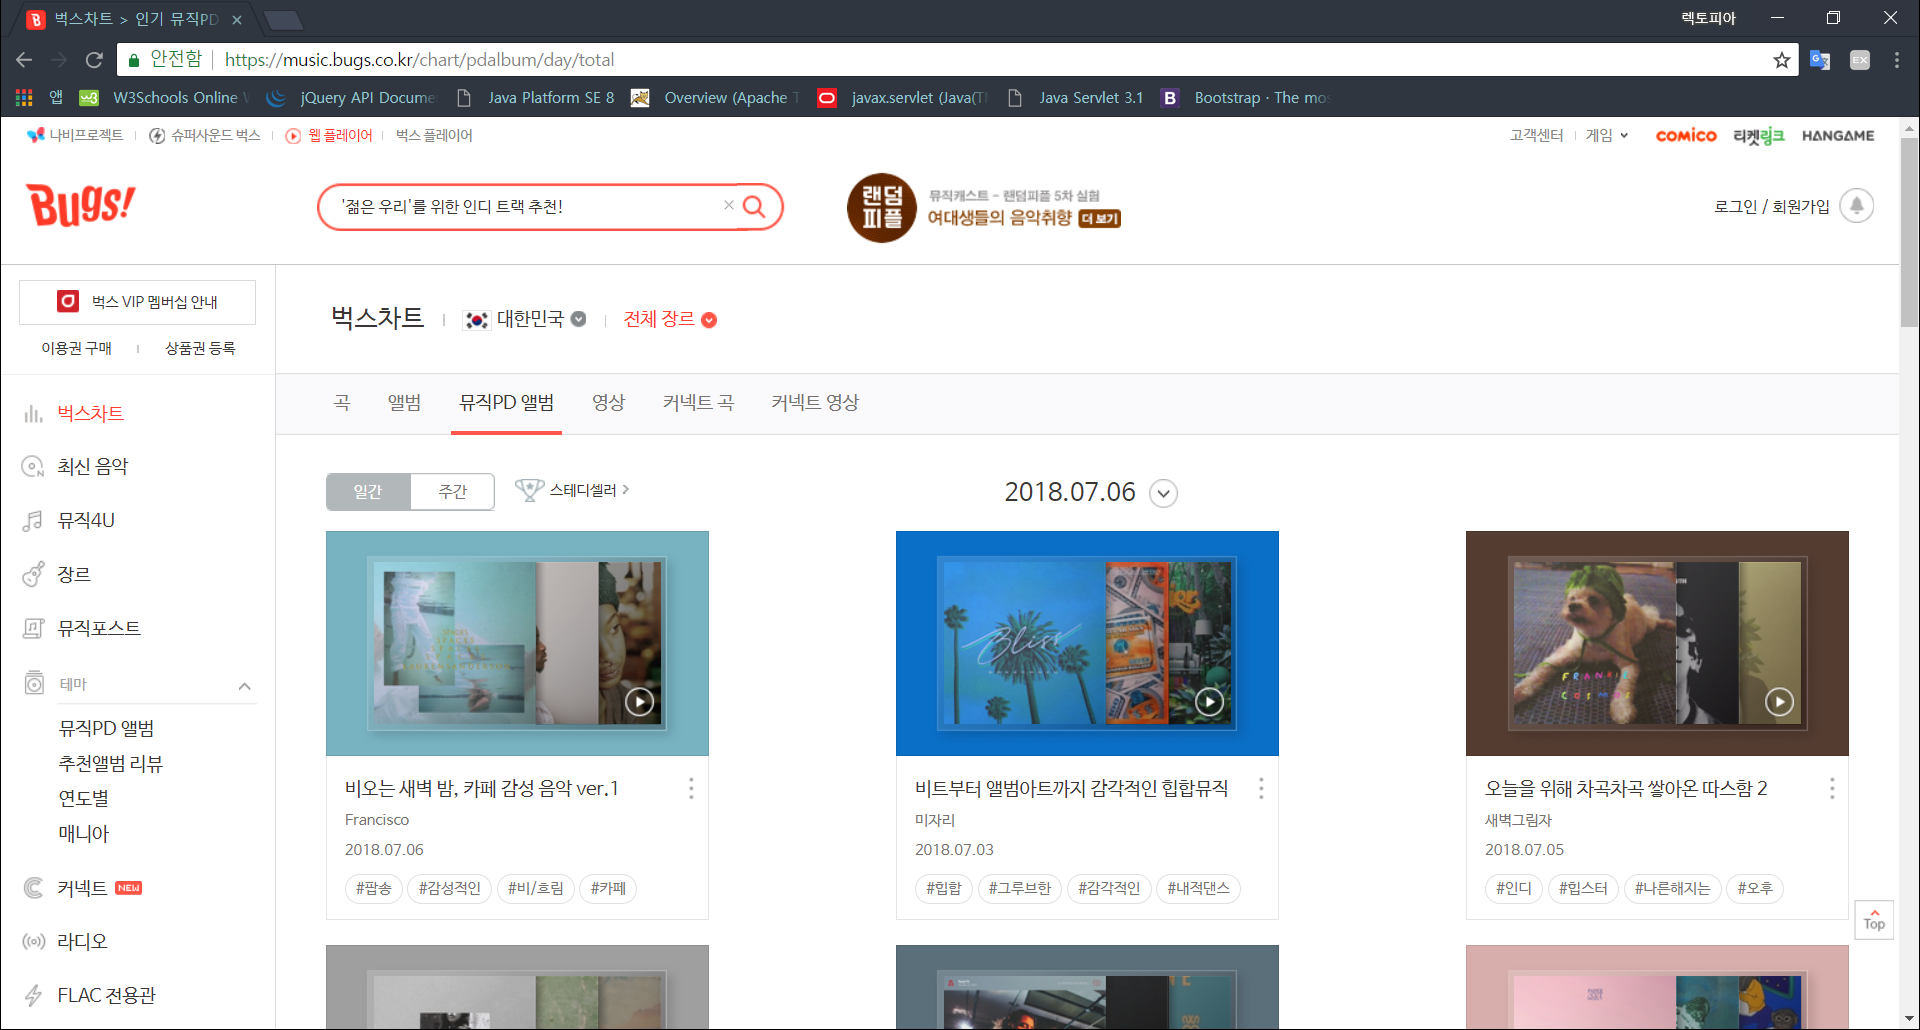 벅스차트 > 인기 뮤직PD
렉토피아
안전함 https://music.bugs.co.kr/chart/pdalbum/day/total
앱 W3Schools Online jQuery API Docume Java Platform SE 8 Overview (Apache T javax.servlet (Java(T Java Servlet 3.1 Bootstrap · The mos
나비프로젝트 슈퍼사운드 벅스 웹 플레이어 벅스 플레이어
고객센터 게임 COMICO 티켓링크 HANGAME
Bugs!
'젊은 우리'를 위한 인디 트랙 추천!
랜덤피플
뮤직캐스트 - 랜덤피플 5차 실험
여대생들의 음악취향 더 보기
로그인 / 회원가입
벅스 VIP 멤버십 안내
이용권 구매 상품권 등록
벅스차트 대한민국 전체 장르
곡 앨범 뮤직PD 앨범 영상 커넥트 곡 커넥트 영상
벅스차트
최신 음악
뮤직4U
장르
뮤직포스트
테마
뮤직PD 앨범
추천앨범 리뷰
연도별
매니아
커넥트 NEW
라디오
FLAC 전용관
일간 주간 스테디셀러
2018.07.06
비오는 새벽 밤, 카페 감성 음악 ver.1
Francisco
2018.07.06
#팝송 #감성적인 #비/흐림 #카페
Bliss
비트부터 앨범아트까지 감각적인 힙합뮤직
미자리
2018.07.03
#힙합 #그루브한 #감각적인 #내적댄스
FRANKIE
COSMOS
오늘을 위해 차곡차곡 쌓아온 따스함 2
새벽그림자
2018.07.05
#인디 #힙스터 #나른해지는 #오후
Top